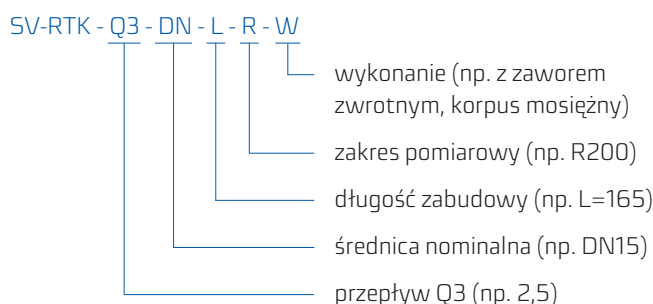 SV-RTK - Q3 - DN - L - R - W
wykonanie (np. z zaworem
zwrotnym, korpus mosiężny)
zakres pomiarowy (np. R200)
długość zabudowy (np. L=165)
średnica nominalna (np. DN15)
przepływ Q3 (np. 2,5)